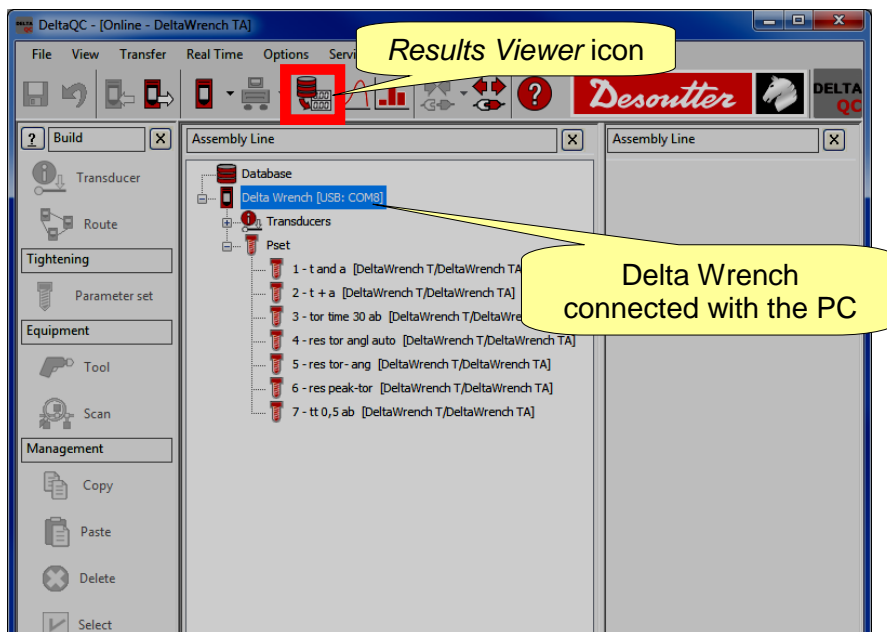 DeltaQC - [Online - DeltaWrench TA]
File View Transfer Real Time Options
Results Viewer icon
Desoutter
DELTA
QC
? Build X
Assembly Line X
Assembly Line X
Transducer
Route
Tightening
Parameter set
Equipment
Tool
Scan
Management
Copy
Paste
Delete
Select
Database
Delta Wrench [USB: COM8]
Transducers
Pset
1 - t and a [DeltaWrench T/DeltaWrench TA
2 - t + a [DeltaWrench T/DeltaWrench TA]
3 - tor time 30 ab [DeltaWrench T/DeltaWre
4 - res tor angl auto [DeltaWrench T/DeltaWrench TA]
5 - res tor- ang [DeltaWrench T/DeltaWrench TA]
6 - res peak-tor [DeltaWrench T/DeltaWrench TA]
7 - tt 0,5 ab [DeltaWrench T/DeltaWrench TA]
Delta Wrench
connected with the PC